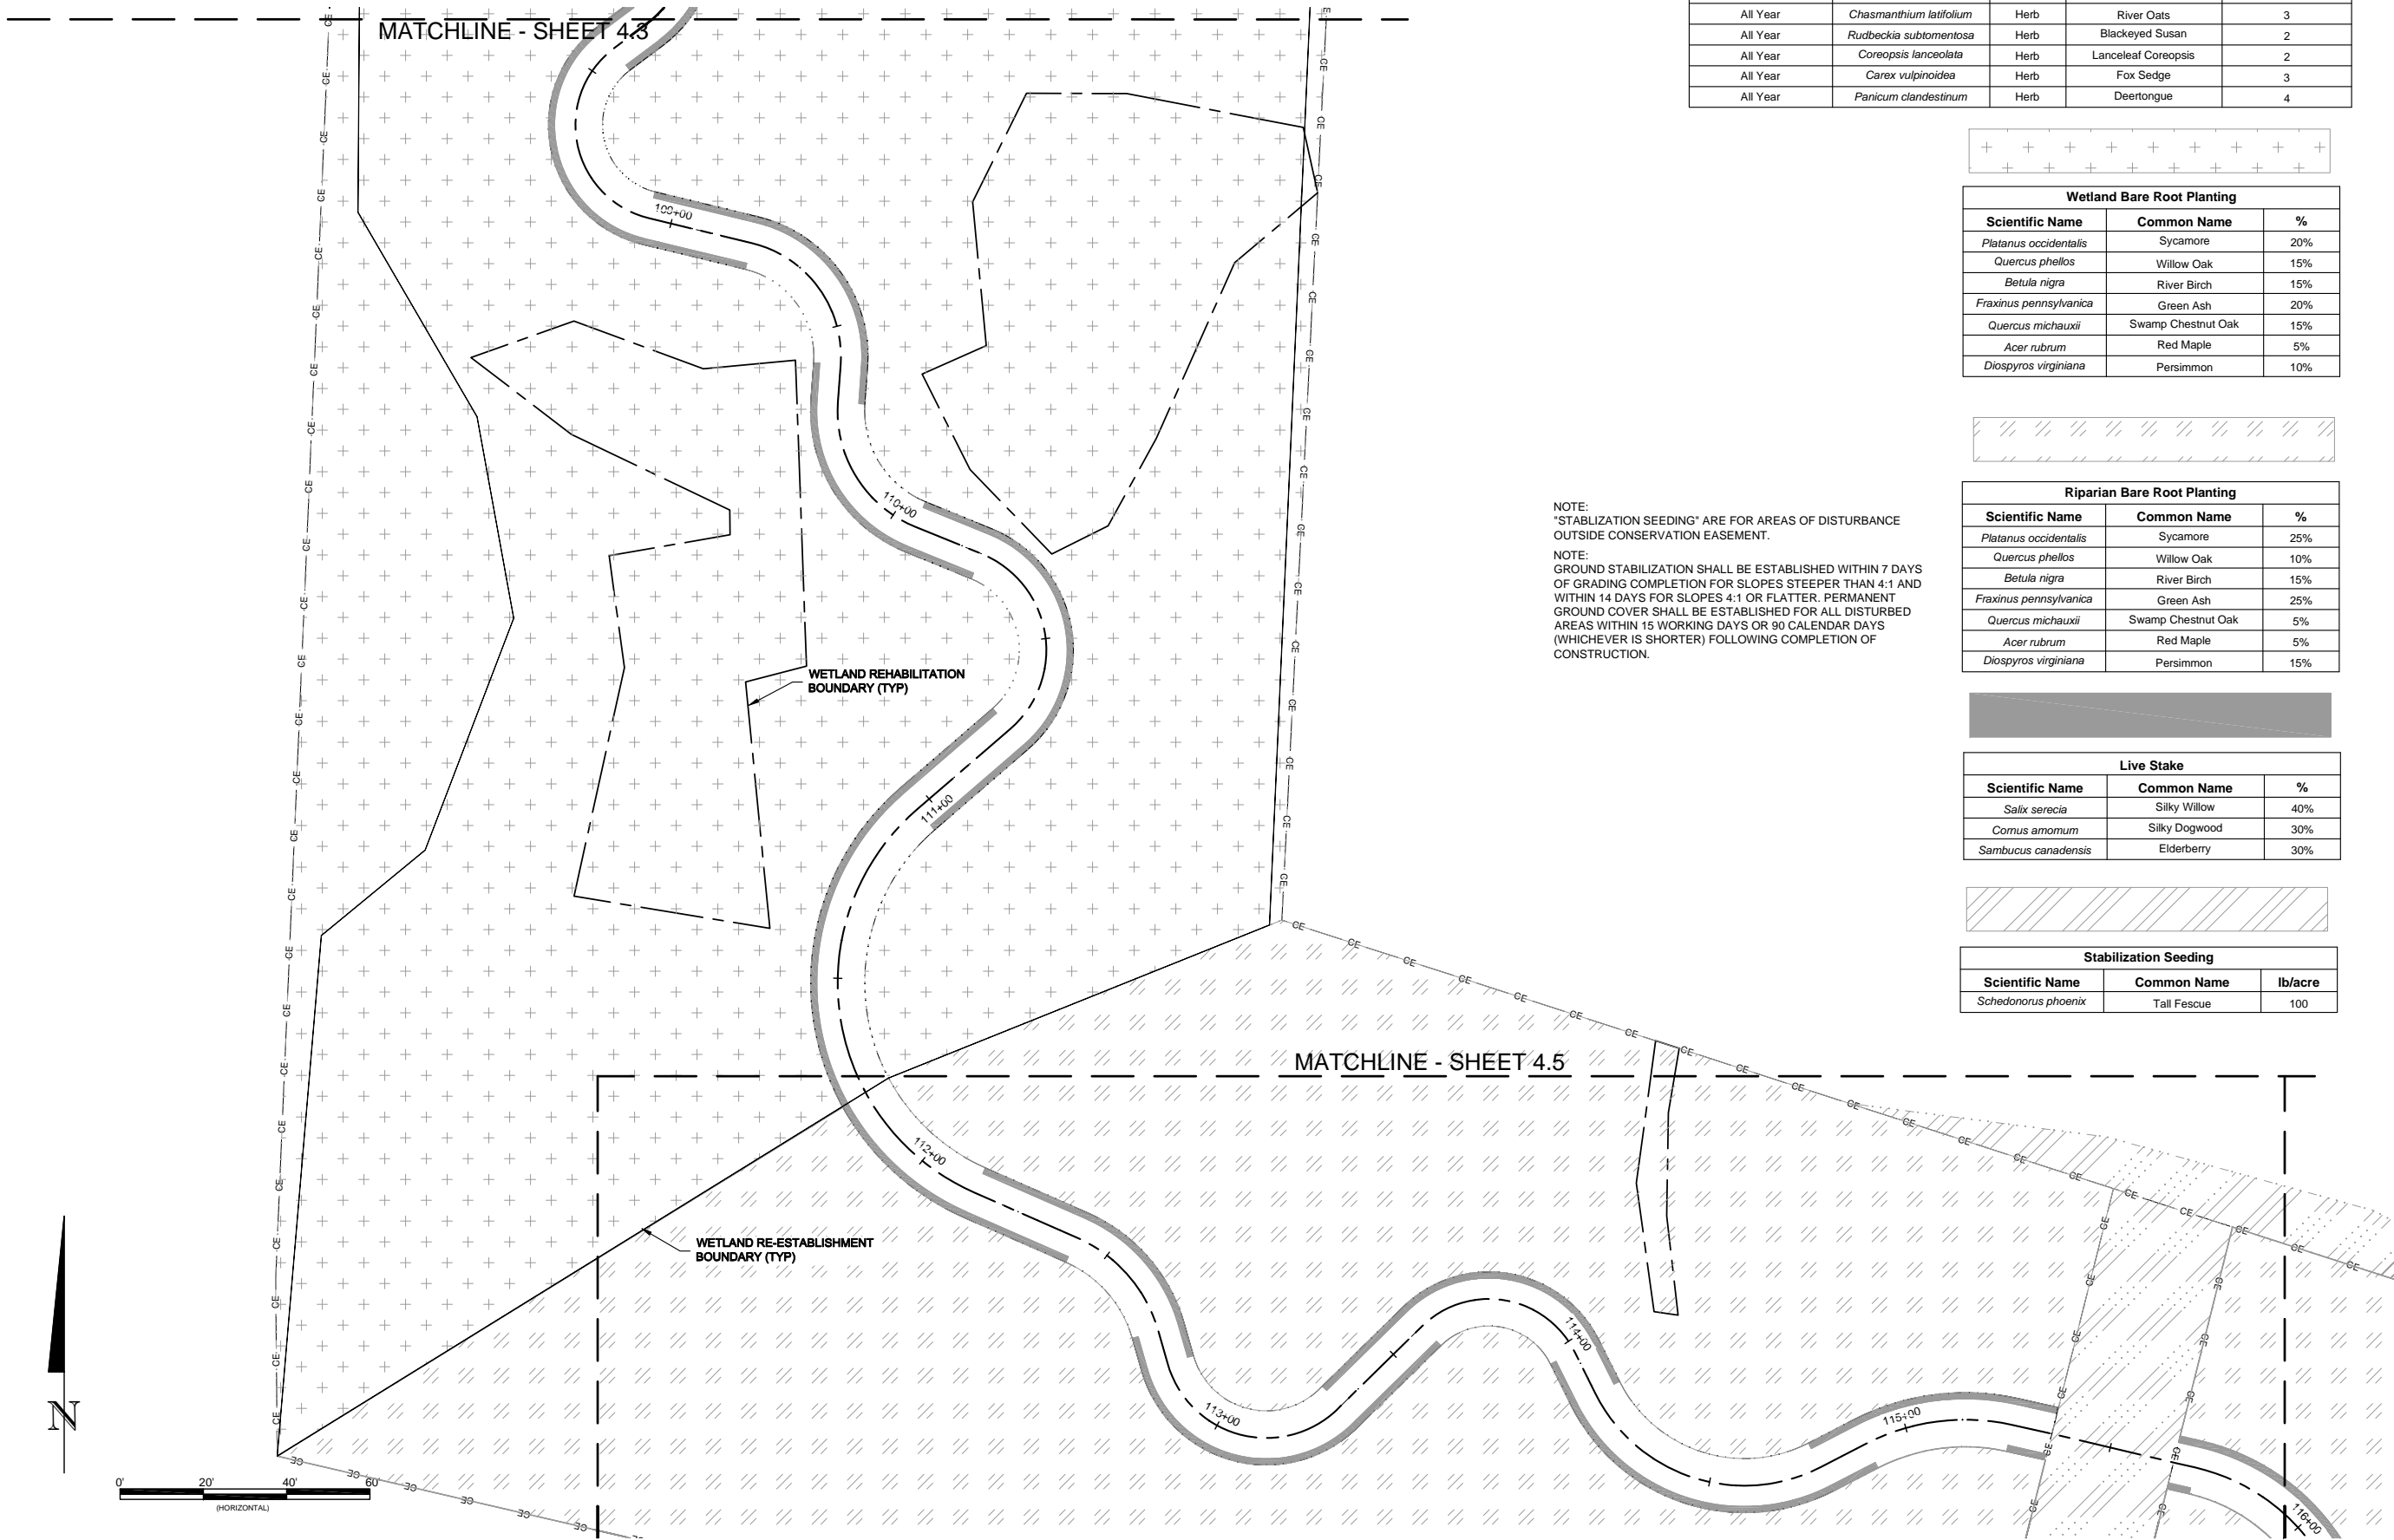 MATCHLINE - SHEET 4.3
All Year Chasmanthium latifolium Herb River Oats 3
All Year Rudbeckia subtomentosa Herb Blackeyed Susan 2
All Year Coreopsis lanceolata Herb Lanceleaf Coreopsis 2
All Year Carex vulpinoidea Herb Fox Sedge 3
All Year Panicum clandestinum Herb Deertongue 4
Wetland Bare Root Planting
Scientific Name Common Name %
Platanus occidentalis Sycamore 20%
Quercus phellos Willow Oak 15%
Betula nigra River Birch 15%
Fraxinus pennsylvanica Green Ash 20%
Quercus michauxii Swamp Chestnut Oak 15%
Acer rubrum Red Maple 5%
Diospyros virginiana Persimmon 10%
Riparian Bare Root Planting
Scientific Name Common Name %
Platanus occidentalis Sycamore 25%
Quercus phellos Willow Oak 10%
Betula nigra River Birch 15%
Fraxinus pennsylvanica Green Ash 25%
Quercus michauxii Swamp Chestnut Oak 5%
Acer rubrum Red Maple 5%
Diospyros virginiana Persimmon 15%
Live Stake
Scientific Name Common Name %
Salix serecia Silky Willow 40%
Cornus amomum Silky Dogwood 30%
Sambucus canadensis Elderberry 30%
Stabilization Seeding
Scientific Name Common Name lb/acre
Schedonorus phoenix Tall Fescue 100
NOTE:
"STABLIZATION SEEDING" ARE FOR AREAS OF DISTURBANCE
OUTSIDE CONSERVATION EASEMENT.
NOTE:
GROUND STABILIZATION SHALL BE ESTABLISHED WITHIN 7 DAYS
OF GRADING COMPLETION FOR SLOPES STEEPER THAN 4:1 AND
WITHIN 14 DAYS FOR SLOPES 4:1 OR FLATTER. PERMANENT
GROUND COVER SHALL BE ESTABLISHED FOR ALL DISTURBED
AREAS WITHIN 15 WORKING DAYS OR 90 CALENDAR DAYS
(WHICHEVER IS SHORTER) FOLLOWING COMPLETION OF
CONSTRUCTION.
109+00
110+00
WETLAND REHABILITATION
BOUNDARY (TYP)
111+00
MATCHLINE - SHEET 4.5
112+00
WETLAND RE-ESTABLISHMENT
BOUNDARY (TYP)
113+00
114+00
115+00
116+00
CE
N
0' 20' 40' 60'
(HORIZONTAL)